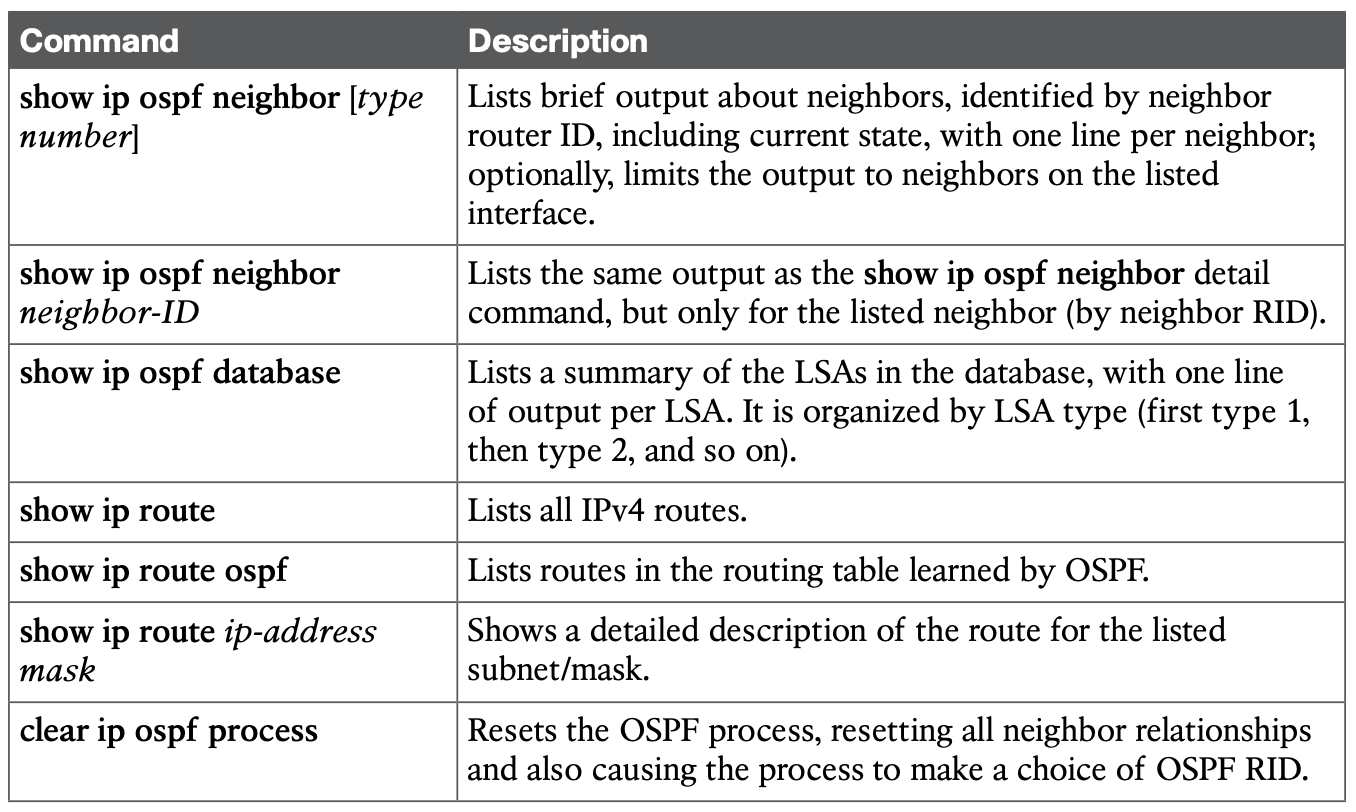 Command Description
show ip ospf neighbor [type
number]
Lists brief output about neighbors, identified by neighbor
router ID, including current state, with one line per neighbor;
optionally, limits the output to neighbors on the listed
interface.
show ip ospf neighbor
neighbor-ID
Lists the same output as the show ip ospf neighbor detail
command, but only for the listed neighbor (by neighbor RID).
show ip ospf database
Lists a summary of the LSAs in the database, with one line
of output per LSA. It is organized by LSA type (first type 1,
then type 2, and so on).
show ip route
Lists all IPv4 routes.
show ip route ospf
Lists routes in the routing table learned by OSPF.
show ip route ip-address
mask
Shows a detailed description of the route for the listed
subnet/mask.
clear ip ospf process
Resets the OSPF process, resetting all neighbor relationships
and also causing the process to make a choice of OSPF RID.